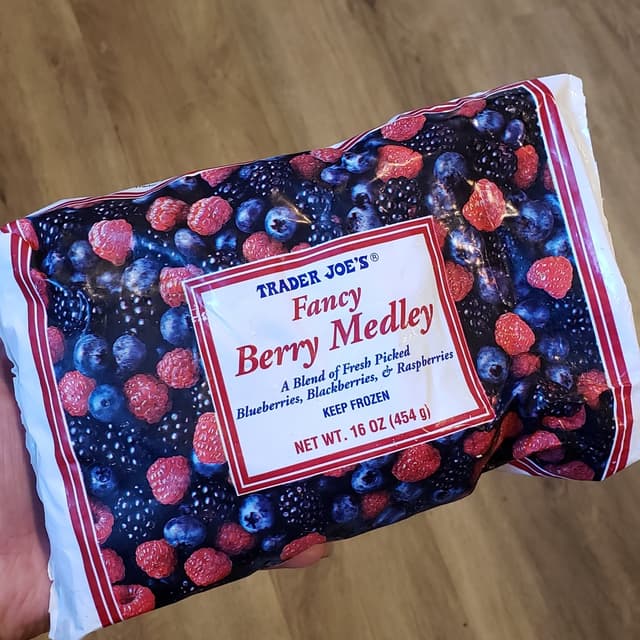 TRADER JOE'S®
Fancy
Berry Medley
A Blend of Fresh Picked
Blueberries, Blackberries, & Raspberries
KEEP FROZEN
NET WT. 16 OZ (454 g)